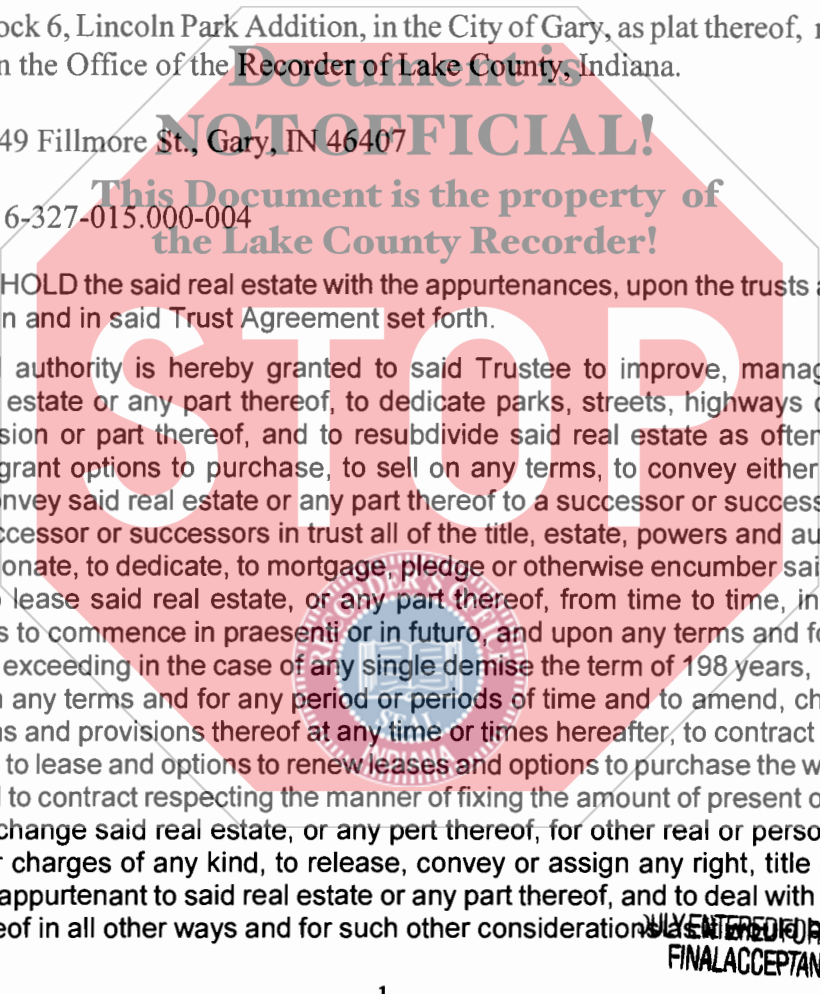 ock 6, Lincoln Park Addition, in the City of Gary, as plat thereof, r
n the Office of the Recorder of Lake County, Indiana.
Document is
49 Fillmore St., Gary, IN 46407
NOT OFFICIAL!
This Document is the property of
6-327-015.000-004
the Lake County Recorder!
HOLD the said real estate with the appurtenances, upon the trusts a
n and in said Trust Agreement set forth.
STOP
authority is hereby granted to said Trustee to improve, manag
estate or any part thereof, to dedicate parks, streets, highways o
sion or part thereof, and to resubdivide said real estate as often
grant options to purchase, to sell on any terms, to convey either
nvey said real estate or any part thereof to a successor or success
ccessor or successors in trust all of the title, estate, powers and au
onate, to dedicate, to mortgage, pledge or otherwise encumber sai
lease said real estate, or any part thereof, from time to time, in
s to commence in praesenti or in futuro, and upon any terms and fo
exceeding in the case of any single demise the term of 198 years,
n any terms and for any period or periods of time and to amend, ch
ns and provisions thereof at any time or times hereafter, to contract
to lease and options to renew leases and options to purchase the w
to contract respecting the manner of fixing the amount of present o
change said real estate, or any pert thereof, for other real or perso
r charges of any kind, to release, convey or assign any right, title
appurtenant to said real estate or any part thereof, and to deal with
eof in all other ways and for such other considerations as it would
RECORDER'S OFFICE
SEAL
INDIANA
DULY ENTERED FOR
FINAL ACCEPTAN
1